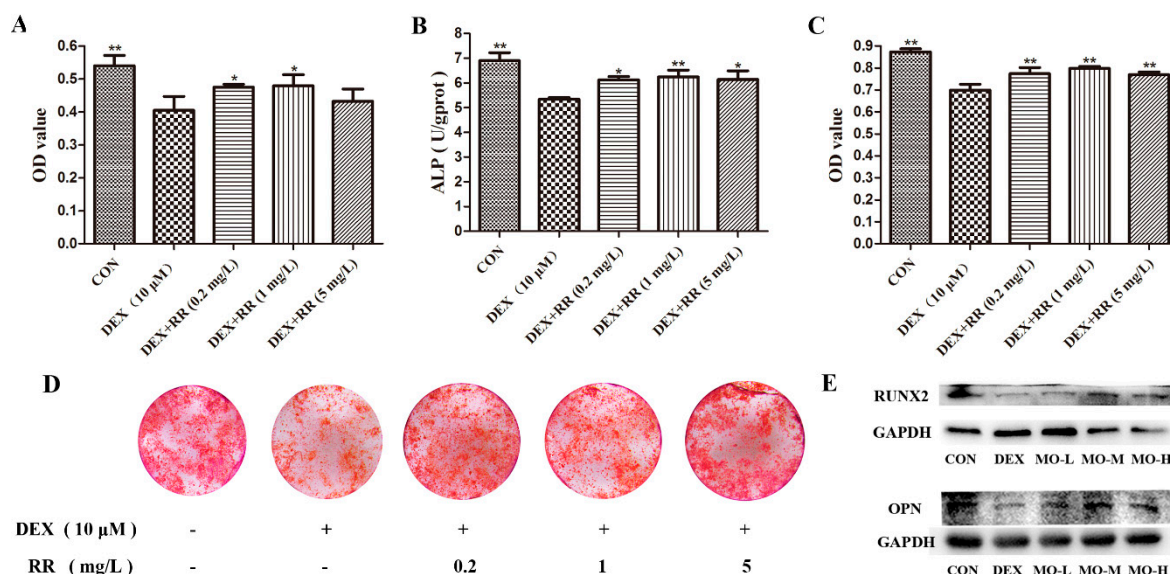 A
OD value
0.6
0.5
0.4
0.3
0.2
0.1
0.0
**
*
*
CON
DEX (10 μM)
DEX+RR (0.2 mg/L)
DEX+RR (1 mg/L)
DEX+RR (5 mg/L)
B
ALP ( U/gprot)
8
7
6
5
4
3
2
1
0
**
*
**
*
CON
DEX (10 μM)
DEX+RR (0.2 mg/L)
DEX+RR (1 mg/L)
DEX+RR (5 mg/L)
C
OD value
0.9
0.8
0.7
0.6
0.5
0.4
0.3
0.2
0.1
0.0
**
**
**
**
CON
DEX (10 μM)
DEX+RR (0.2 mg/L)
DEX+RR (1 mg/L)
DEX+RR (5 mg/L)
D
DEX ( 10 μM ) - + + + +
RR ( mg/L) - - 0.2 1 5
E
RUNX2
GAPDH
CON DEX MO-L MO-M MO-H
OPN
GAPDH
CON DEX MO-L MO-M MO-H